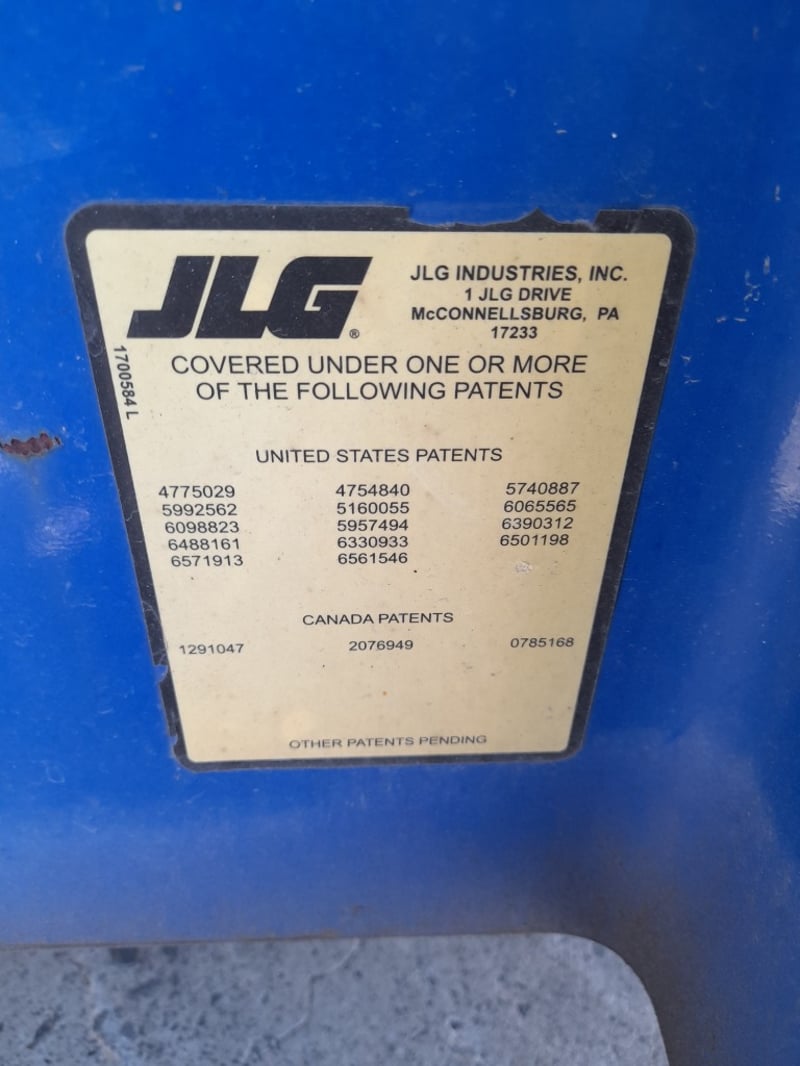 JLG®
JLG INDUSTRIES, INC.
1 JLG DRIVE
McCONNELLSBURG, PA
17233
1700584 L
COVERED UNDER ONE OR MORE
OF THE FOLLOWING PATENTS
UNITED STATES PATENTS
4775029 4754840 5740887
5992562 5160055 6065565
6098823 5957494 6390312
6488161 6330933 6501198
6571913 6561546
CANADA PATENTS
1291047 2076949 0785168
OTHER PATENTS PENDING